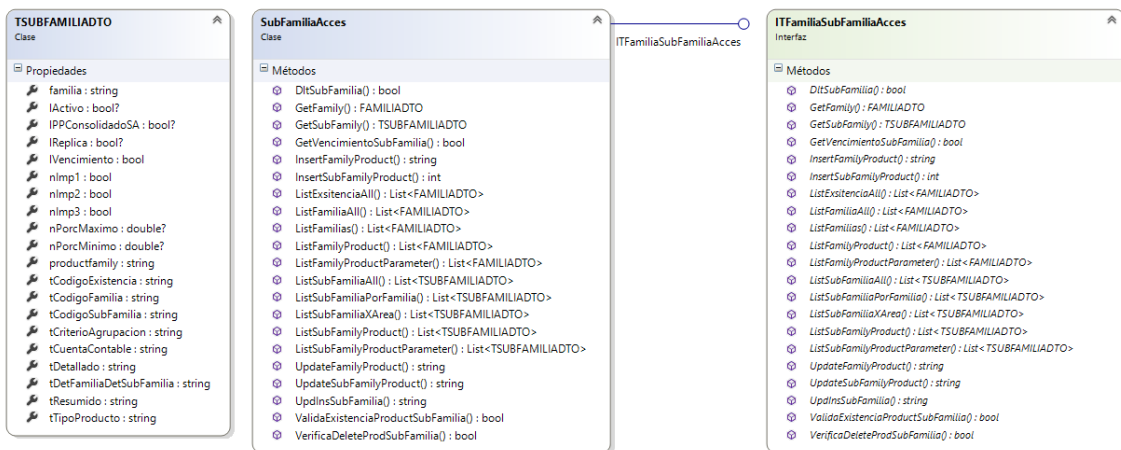 TSUBFAMILIADTO
Clase
Propiedades
familia : string
lActivo : bool?
lPPConsolidadoSA : bool?
lReplica : bool?
lVencimiento : bool
nImp1 : bool
nImp2 : bool
nImp3 : bool
nPorcMaximo : double?
nPorcMinimo : double?
productfamily : string
tCodigoExistencia : string
tCodigoFamilia : string
tCodigoSubFamilia : string
tCriterioAgrupacion : string
tCuentaContable : string
tDetallado : string
tDetFamiliaDetSubFamilia : string
tResumido : string
tTipoProducto : string
SubFamiliaAcces
Clase
Métodos
DltSubFamilia() : bool
GetFamily() : FAMILIADTO
GetSubFamily() : TSUBFAMILIADTO
GetVencimientoSubFamilia() : bool
InsertFamilyProduct() : string
InsertSubFamilyProduct() : int
ListExsitenciaAll() : List<FAMILIADTO>
ListFamiliaAll() : List<FAMILIADTO>
ListFamilias() : List<FAMILIADTO>
ListFamilyProduct() : List<FAMILIADTO>
ListFamilyProductParameter() : List<FAMILIADTO>
ListSubFamiliaAll() : List<TSUBFAMILIADTO>
ListSubFamiliaPorFamilia() : List<TSUBFAMILIADTO>
ListSubFamiliaXArea() : List<TSUBFAMILIADTO>
ListSubFamilyProduct() : List<TSUBFAMILIADTO>
ListSubFamilyProductParameter() : List<TSUBFAMILIADTO>
UpdateFamilyProduct() : string
UpdateSubFamilyProduct() : string
UpdInsSubFamilia() : string
ValidaExistenciaProductSubFamilia() : bool
VerificaDeleteProdSubFamilia() : bool
ITFamiliaSubFamiliaAcces
ITFamiliaSubFamiliaAcces
Interfaz
Métodos
DltSubFamilia() : bool
GetFamily() : FAMILIADTO
GetSubFamily() : TSUBFAMILIADTO
GetVencimientoSubFamilia() : bool
InsertFamilyProduct() : string
InsertSubFamilyProduct() : int
ListExsitenciaAll() : List<FAMILIADTO>
ListFamiliaAll() : List<FAMILIADTO>
ListFamilias() : List<FAMILIADTO>
ListFamilyProduct() : List<FAMILIADTO>
ListFamilyProductParameter() : List<FAMILIADTO>
ListSubFamiliaAll() : List<TSUBFAMILIADTO>
ListSubFamiliaPorFamilia() : List<TSUBFAMILIADTO>
ListSubFamiliaXArea() : List<TSUBFAMILIADTO>
ListSubFamilyProduct() : List<TSUBFAMILIADTO>
ListSubFamilyProductParameter() : List<TSUBFAMILIADTO>
UpdateFamilyProduct() : string
UpdateSubFamilyProduct() : string
UpdInsSubFamilia() : string
ValidaExistenciaProductSubFamilia() : bool
VerificaDeleteProdSubFamilia() : bool